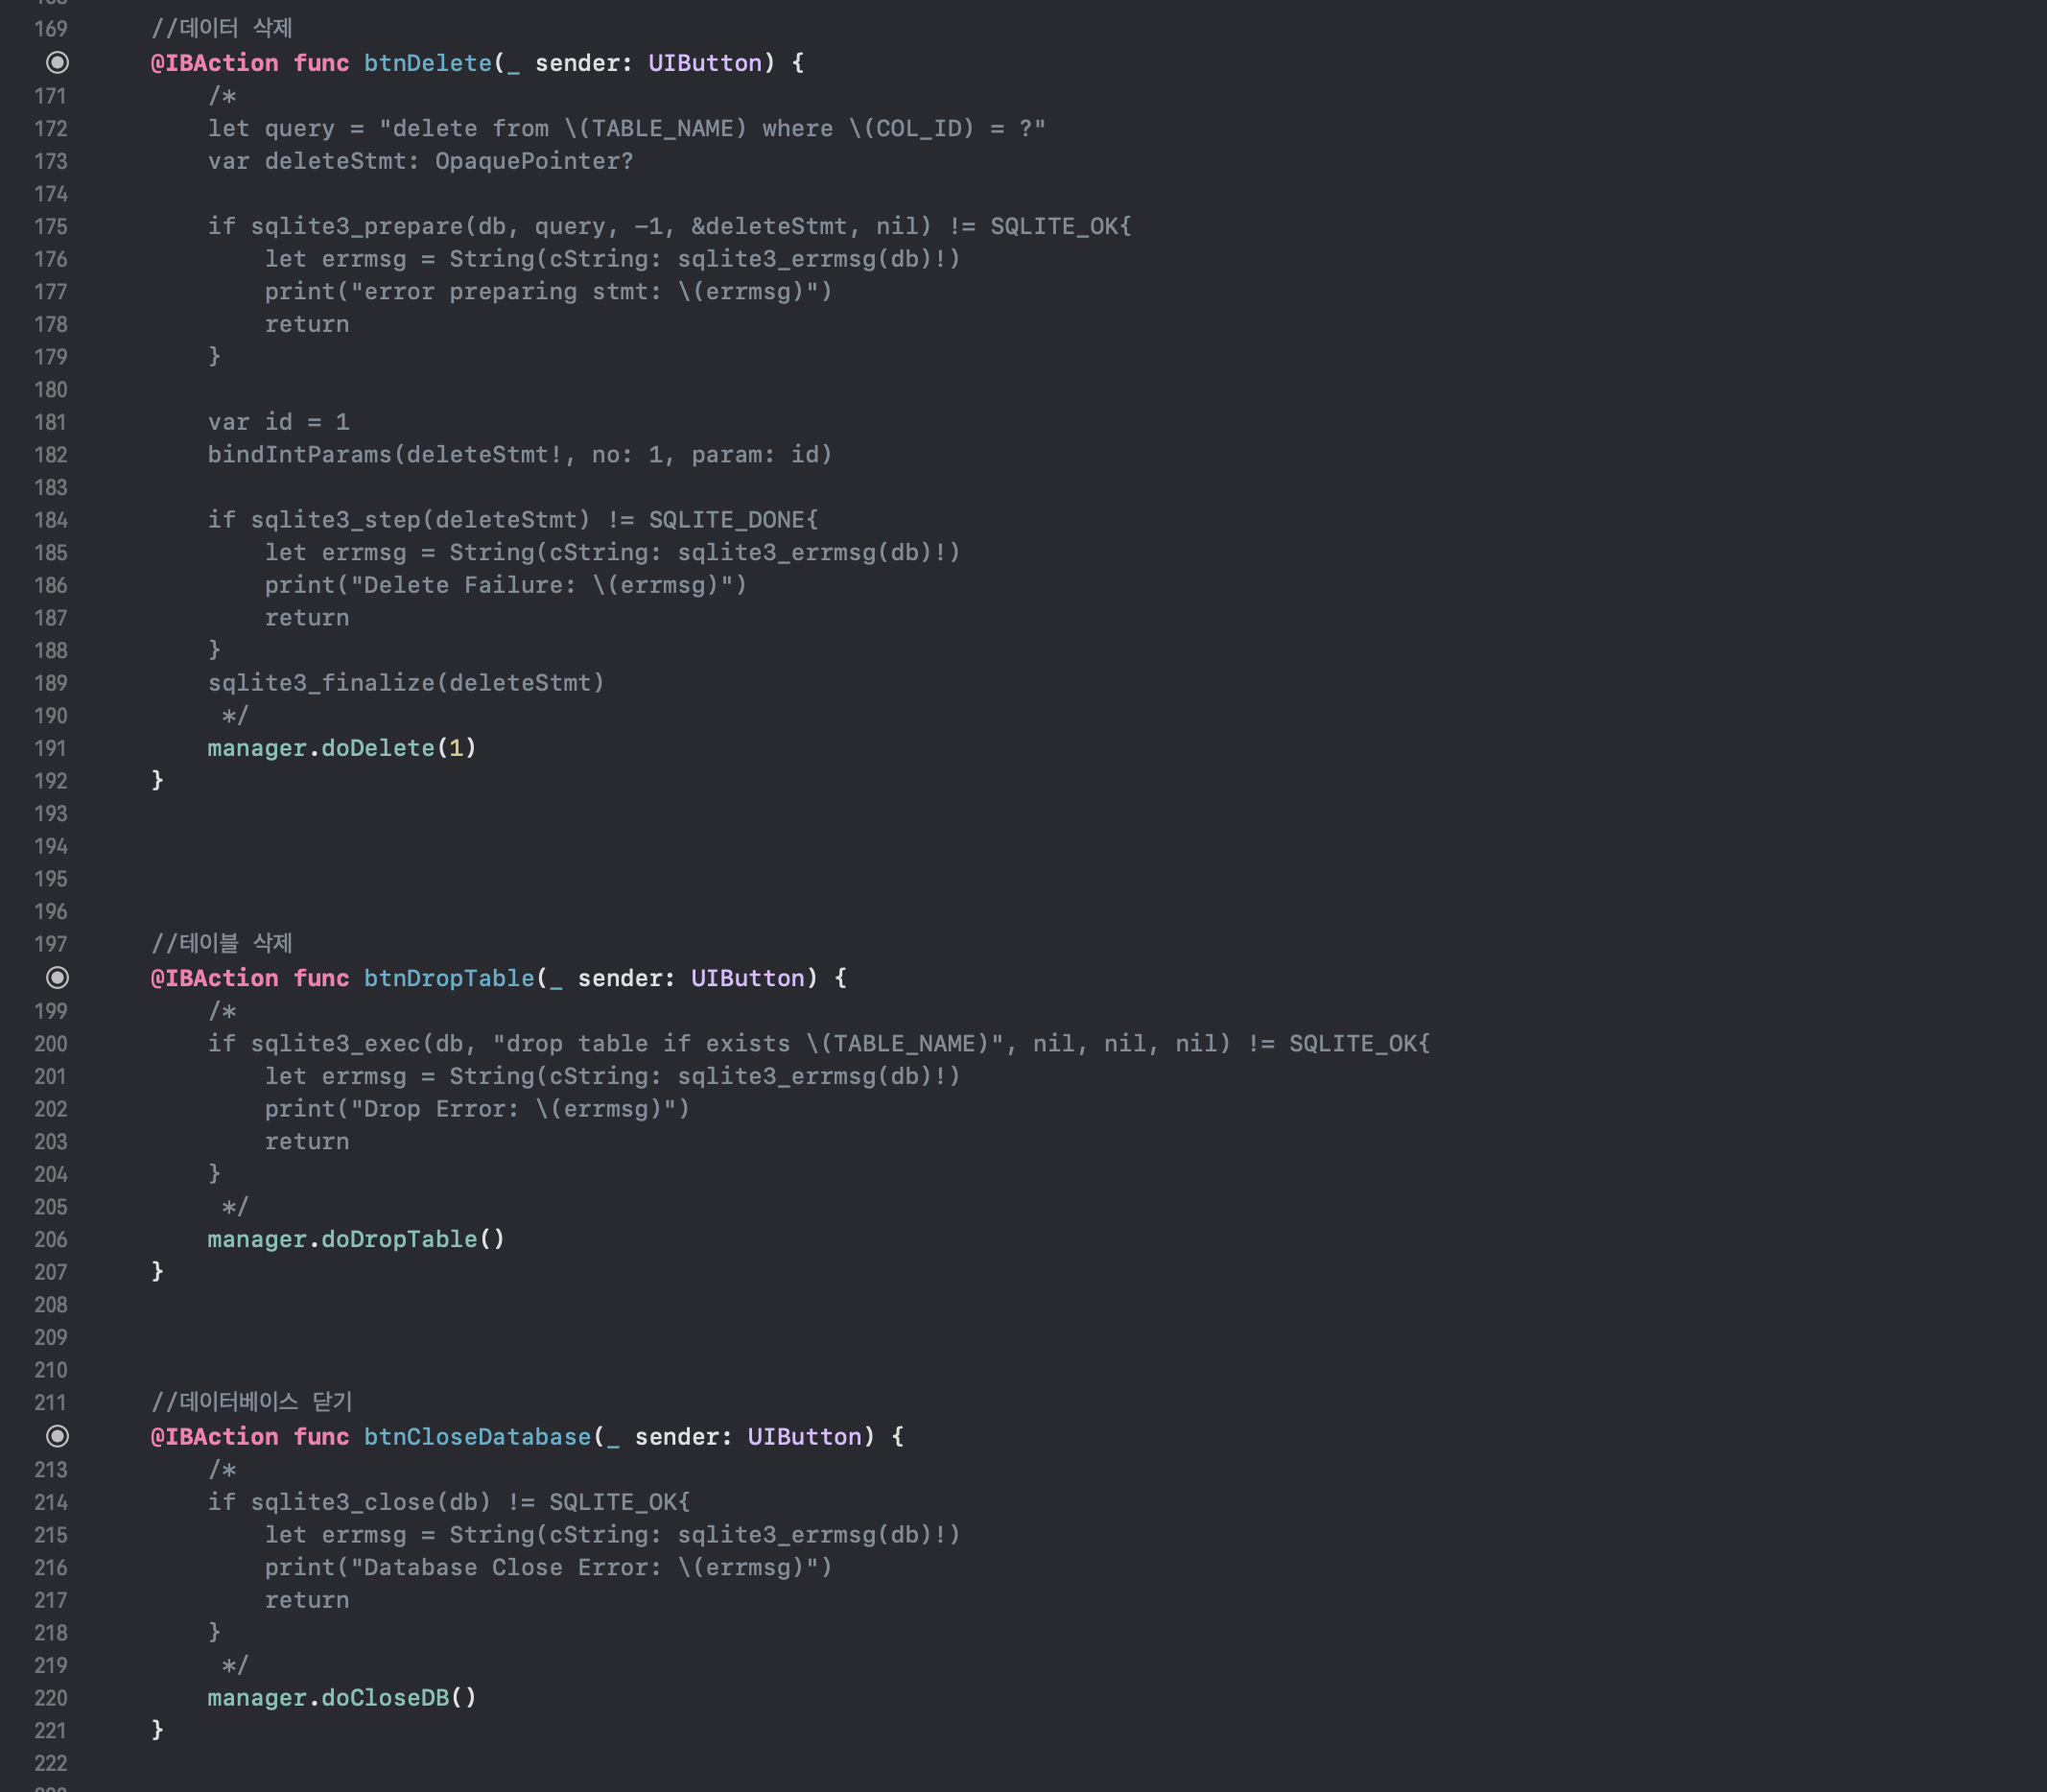 169 //데이터 삭제
@IBAction func btnDelete(_ sender: UIButton) {
171 /*
172 let query = "delete from \(TABLE_NAME) where \(COL_ID) = ?"
173 var deleteStmt: OpaquePointer?
174
175 if sqlite3_prepare(db, query, -1, &deleteStmt, nil) != SQLITE_OK{
176 let errmsg = String(cString: sqlite3_errmsg(db)!)
177 print("error preparing stmt: \(errmsg)")
178 return
179 }
180
181 var id = 1
182 bindIntParams(deleteStmt!, no: 1, param: id)
183
184 if sqlite3_step(deleteStmt) != SQLITE_DONE{
185 let errmsg = String(cString: sqlite3_errmsg(db)!)
186 print("Delete Failure: \(errmsg)")
187 return
188 }
189 sqlite3_finalize(deleteStmt)
190 */
191 manager.doDelete(1)
192 }
193
194
195
196
197 //테이블 삭제
@IBAction func btnDropTable(_ sender: UIButton) {
199 /*
200 if sqlite3_exec(db, "drop table if exists \(TABLE_NAME)", nil, nil, nil) != SQLITE_OK{
201 let errmsg = String(cString: sqlite3_errmsg(db)!)
202 print("Drop Error: \(errmsg)")
203 return
204 }
205 */
206 manager.doDropTable()
207 }
208
209
210
211 //데이터베이스 닫기
@IBAction func btnCloseDatabase(_ sender: UIButton) {
213 /*
214 if sqlite3_close(db) != SQLITE_OK{
215 let errmsg = String(cString: sqlite3_errmsg(db)!)
216 print("Database Close Error: \(errmsg)")
217 return
218 }
219 */
220 manager.doCloseDB()
221 }
222